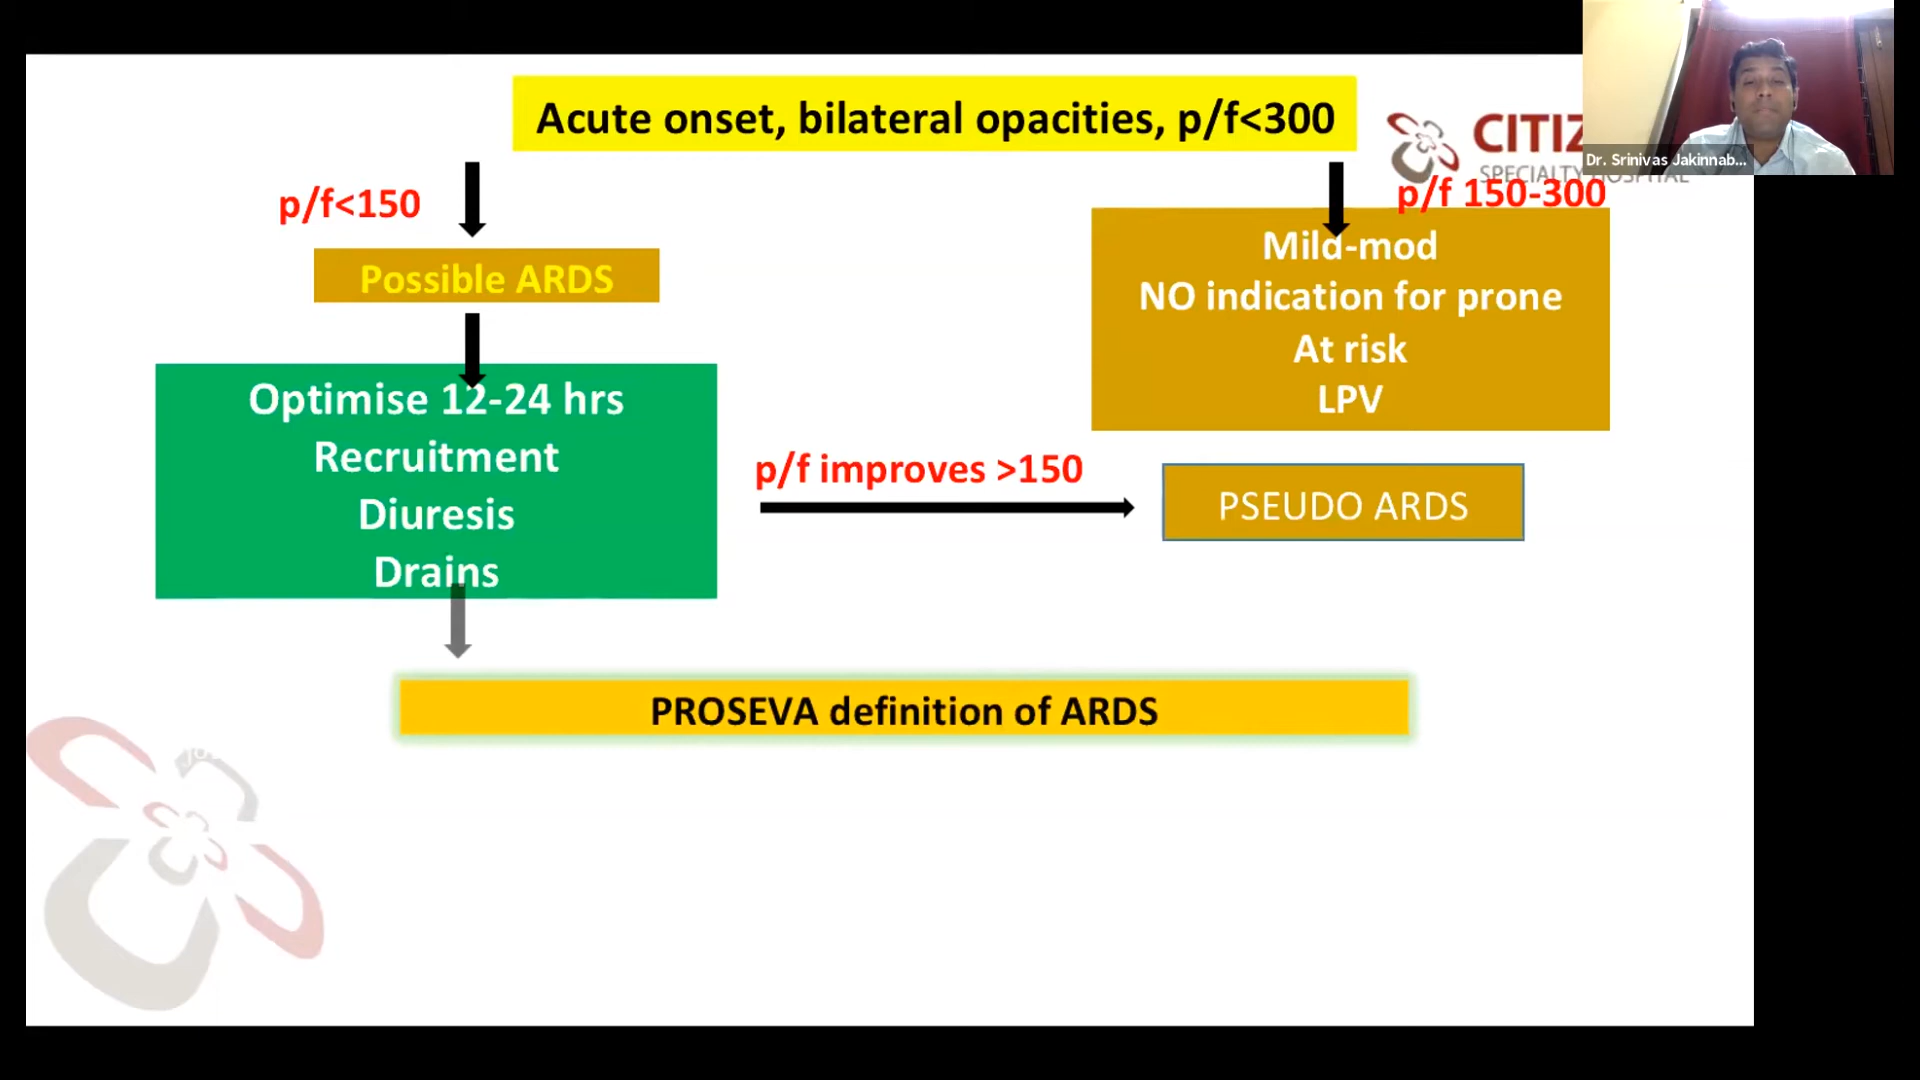 Acute onset, bilateral opacities, p/f<300
CITIZ
SPECIALTY HOSPITAL
Dr. Srinivas Jakinnab...
p/f<150
p/f 150-300
Possible ARDS
Mild-mod
NO indication for prone
At risk
LPV
Optimise 12-24 hrs
Recruitment
Diuresis
Drains
p/f improves >150
PSEUDO ARDS
PROSEVA definition of ARDS